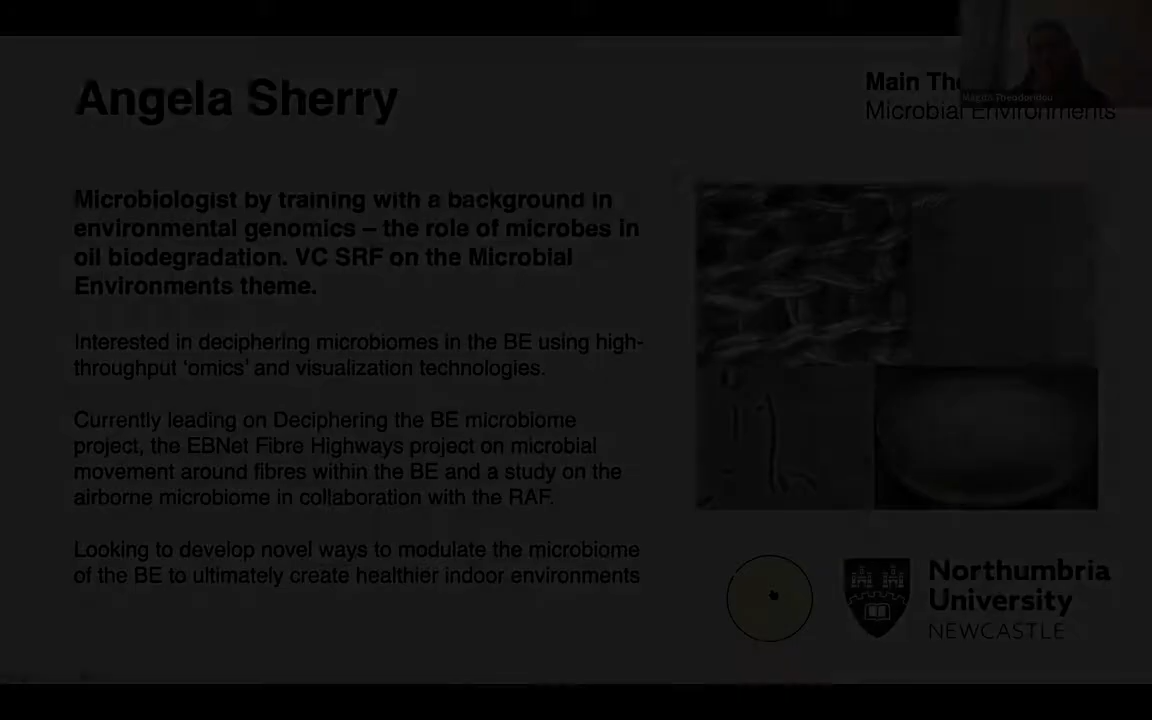 Angela Sherry
Main The
Microbial Environments
Magda Theodoridou
Microbiologist by training with a background in
environmental genomics – the role of microbes in
oil biodegradation. VC SRF on the Microbial
Environments theme.
Interested in deciphering microbiomes in the BE using high-
throughput ‘omics’ and visualization technologies.
Currently leading on Deciphering the BE microbiome
project, the EBNet Fibre Highways project on microbial
movement around fibres within the BE and a study on the
airborne microbiome in collaboration with the RAF.
Looking to develop novel ways to modulate the microbiome
of the BE to ultimately create healthier indoor environments
Northumbria
University
NEWCASTLE